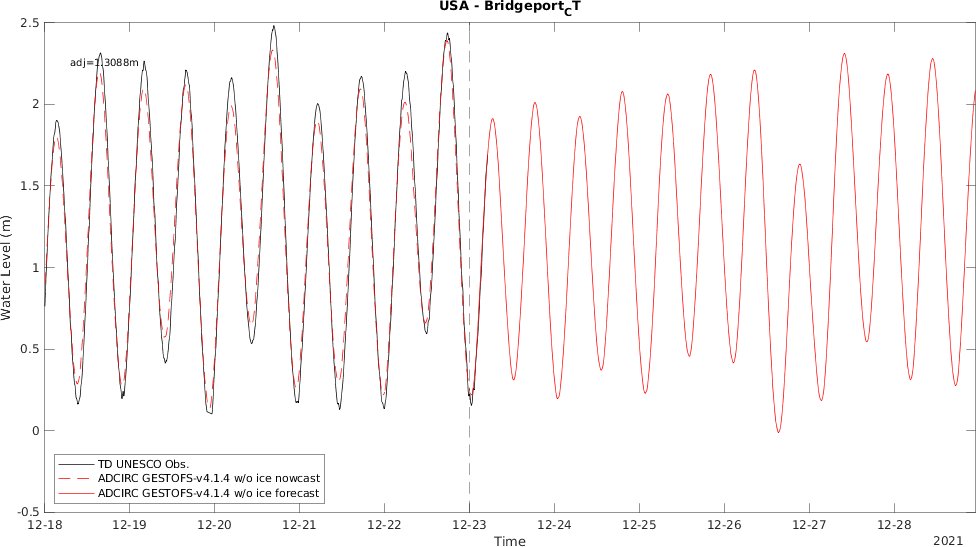 USA - Bridgeport_CT
adj=1.3088m
2.5
2
1.5
1
0.5
0
-0.5
Water Level (m)
TD UNESCO Obs.
ADCIRC GESTOFS-v4.1.4 w/o ice nowcast
ADCIRC GESTOFS-v4.1.4 w/o ice forecast
12-18 12-19 12-20 12-21 12-22 12-23 12-24 12-25 12-26 12-27 12-28
Time
2021